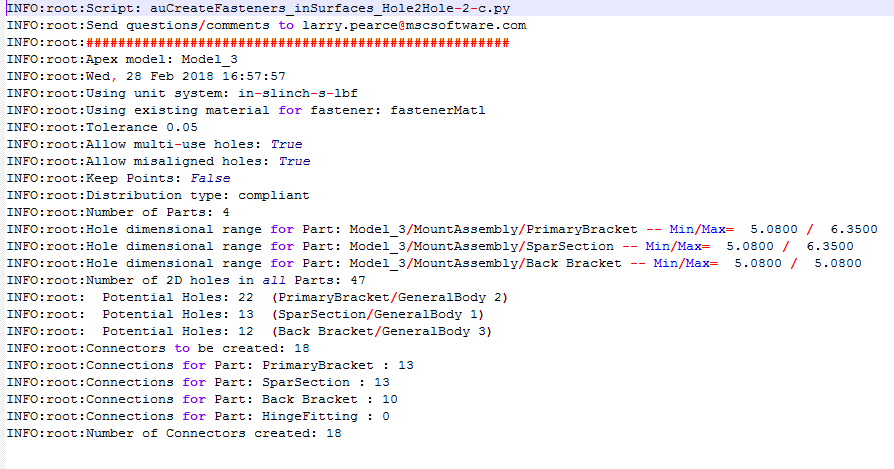 INFO:root:Script: auCreateFasteners_inSurfaces_Hole2Hole-2-c.py
INFO:root:Send questions/comments to larry.pearce@mscsoftware.com
INFO:root:#####################################################
INFO:root:Apex model: Model_3
INFO:root:Wed, 28 Feb 2018 16:57:57
INFO:root:Using unit system: in-slinch-s-lbf
INFO:root:Using existing material for fastener: fastenerMatl
INFO:root:Tolerance 0.05
INFO:root:Allow multi-use holes: True
INFO:root:Allow misaligned holes: True
INFO:root:Keep Points: False
INFO:root:Distribution type: compliant
INFO:root:Number of Parts: 4
INFO:root:Hole dimensional range for Part: Model_3/MountAssembly/PrimaryBracket -- Min/Max=  5.0800 /  6.3500
INFO:root:Hole dimensional range for Part: Model_3/MountAssembly/SparSection -- Min/Max=  5.0800 /  6.3500
INFO:root:Hole dimensional range for Part: Model_3/MountAssembly/Back Bracket -- Min/Max=  5.0800 /  5.0800
INFO:root:Number of 2D holes in all Parts: 47
INFO:root:  Potential Holes: 22  (PrimaryBracket/GeneralBody 2)
INFO:root:  Potential Holes: 13  (SparSection/GeneralBody 1)
INFO:root:  Potential Holes: 12  (Back Bracket/GeneralBody 3)
INFO:root:Connectors to be created: 18
INFO:root:Connections for Part: PrimaryBracket : 13
INFO:root:Connections for Part: SparSection : 13
INFO:root:Connections for Part: Back Bracket : 10
INFO:root:Connections for Part: HingeFitting : 0
INFO:root:Number of Connectors created: 18